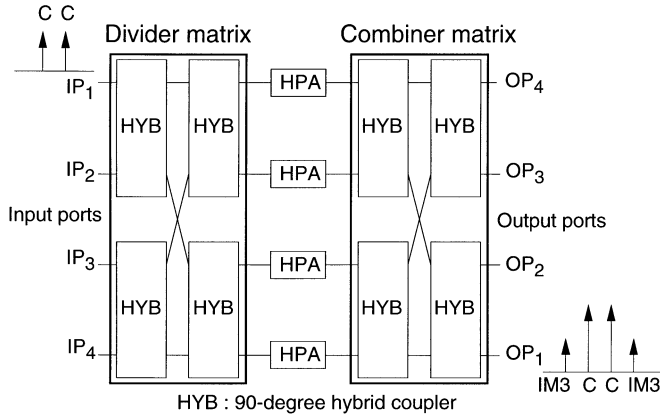 C C
Divider matrix
Combiner matrix
IP1
HYB
HYB
HPA
HYB
HYB
OP4
IP2
HPA
OP3
Input ports
Output ports
IP3
HYB
HYB
HPA
HYB
HYB
OP2
IP4
HPA
OP1
IM3 C C IM3
HYB : 90-degree hybrid coupler